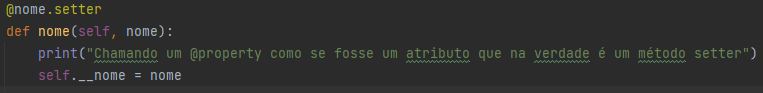 @nome.setter
def nome(self, nome):
    print("Chamando um @property como se fosse um atributo que na verdade é um método setter")
    self.__nome = nome